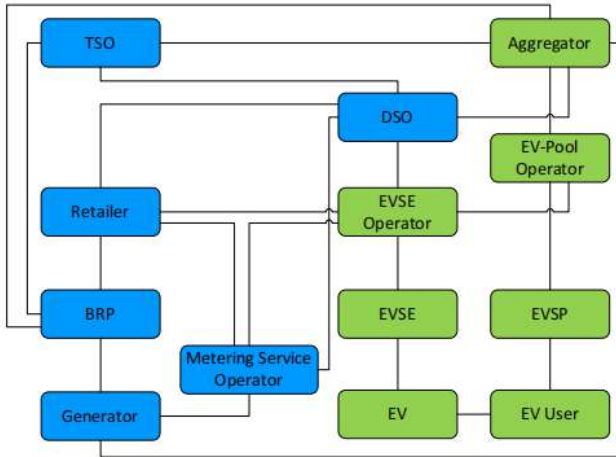 TSO
Aggregator
DSO
EV-Pool
Operator
Retailer
EVSE
Operator
BRP
EVSE
EVSP
Metering Service
Operator
Generator
EV
EV User